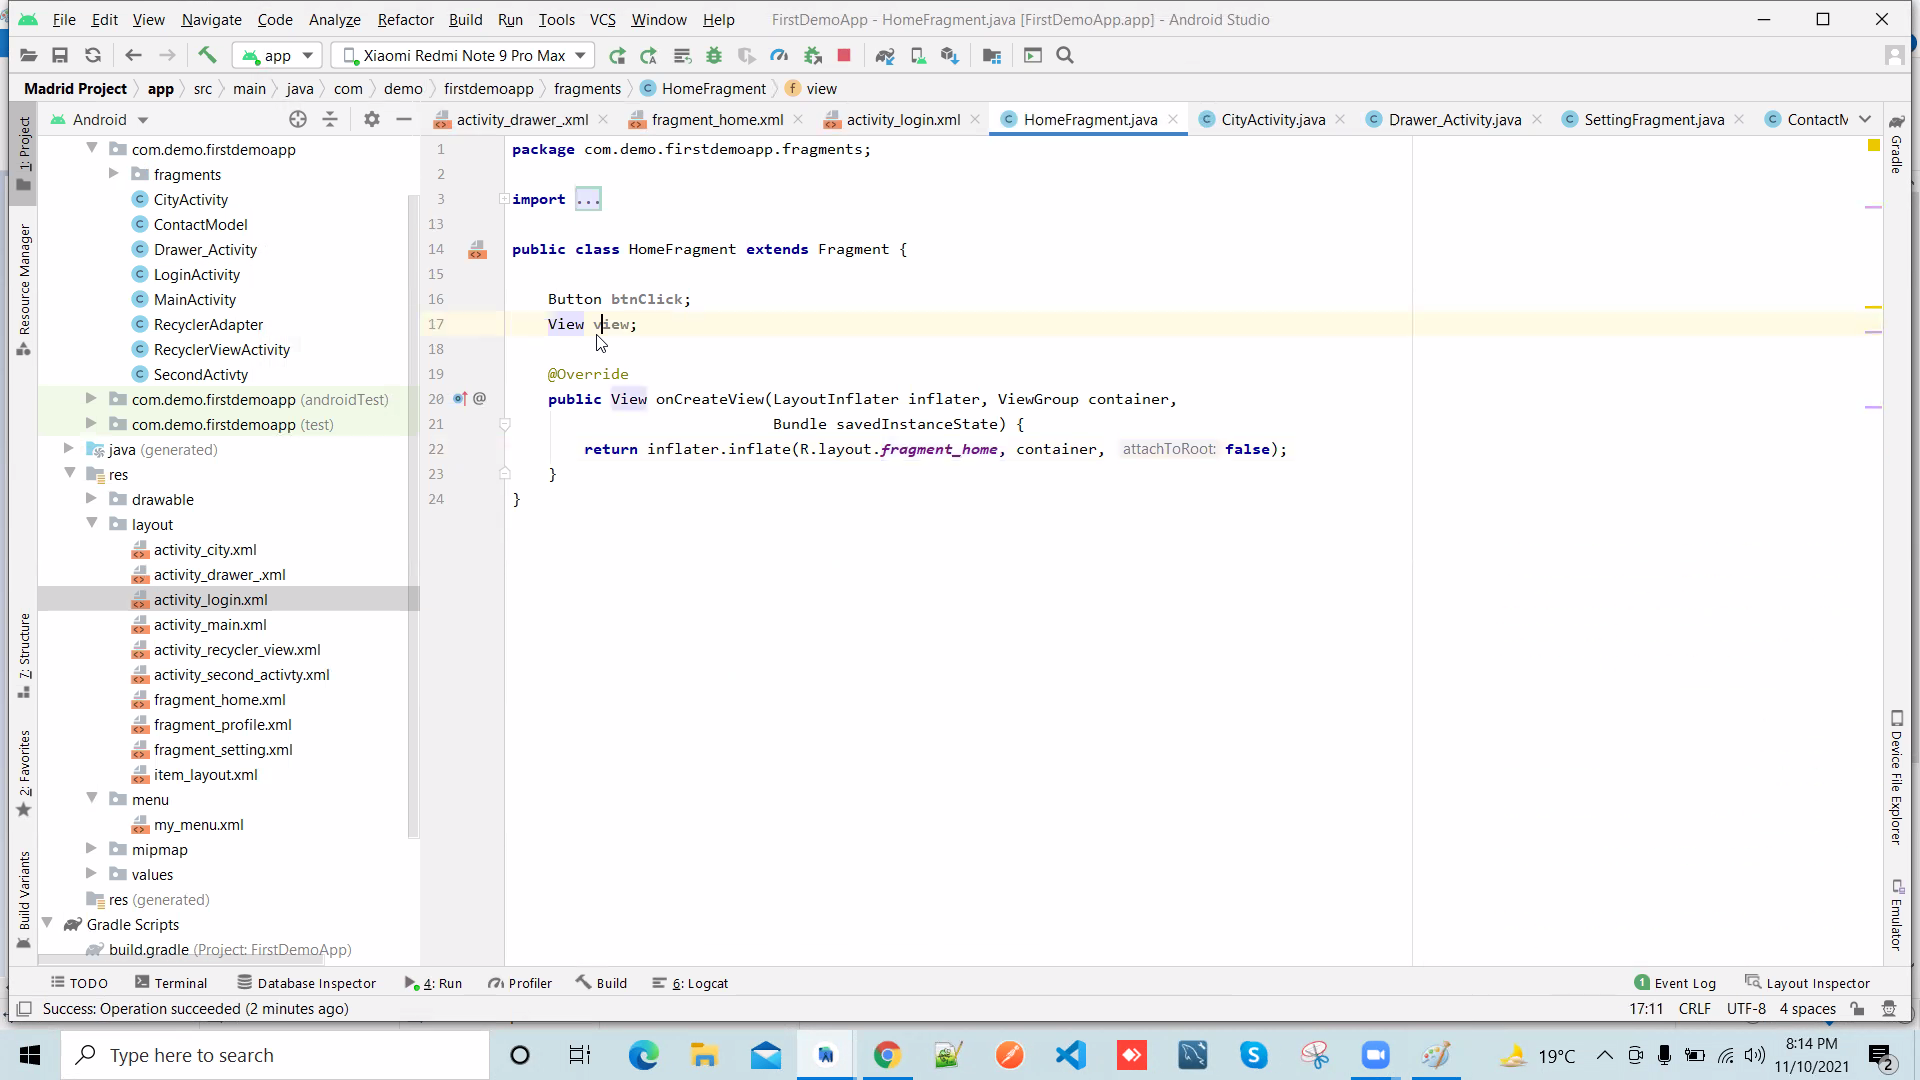 File Edit View Navigate Code Analyze Refactor Build Run Tools VCS Window Help FirstDemoApp - HomeFragment.java [FirstDemoApp.app] - Android Studio
app Xiaomi Redmi Note 9 Pro Max
Madrid Project app src main java com demo firstdemoapp fragments HomeFragment view
Android
activity_drawer_.xml fragment_home.xml activity_login.xml HomeFragment.java CityActivity.java Drawer_Activity.java SettingFragment.java ContactM
1: Project
Resource Manager
7: Structure
2: Favorites
Build Variants
com.demo.firstdemoapp
fragments
CityActivity
ContactModel
Drawer_Activity
LoginActivity
MainActivity
RecyclerAdapter
RecyclerViewActivity
SecondActivty
com.demo.firstdemoapp (androidTest)
com.demo.firstdemoapp (test)
java (generated)
res
drawable
layout
activity_city.xml
activity_drawer_.xml
activity_login.xml
activity_main.xml
activity_recycler_view.xml
activity_second_activty.xml
fragment_home.xml
fragment_profile.xml
fragment_setting.xml
item_layout.xml
menu
my_menu.xml
mipmap
values
res (generated)
Gradle Scripts
build.gradle (Project: FirstDemoApp)
1 package com.demo.firstdemoapp.fragments;
2
3 import ...
13
14 public class HomeFragment extends Fragment {
15
16 Button btnClick;
17 View view;
18
19 @Override
20 public View onCreateView(LayoutInflater inflater, ViewGroup container,
21 Bundle savedInstanceState) {
22 return inflater.inflate(R.layout.fragment_home, container, attachToRoot: false);
23 }
24 }
Gradle
Device File Explorer
Emulator
TODO Terminal Database Inspector 4: Run Profiler Build 6: Logcat 1 Event Log Layout Inspector
Success: Operation succeeded (2 minutes ago) 17:11 CRLF UTF-8 4 spaces
Type here to search 19°C 8:14 PM
11/10/2021 2